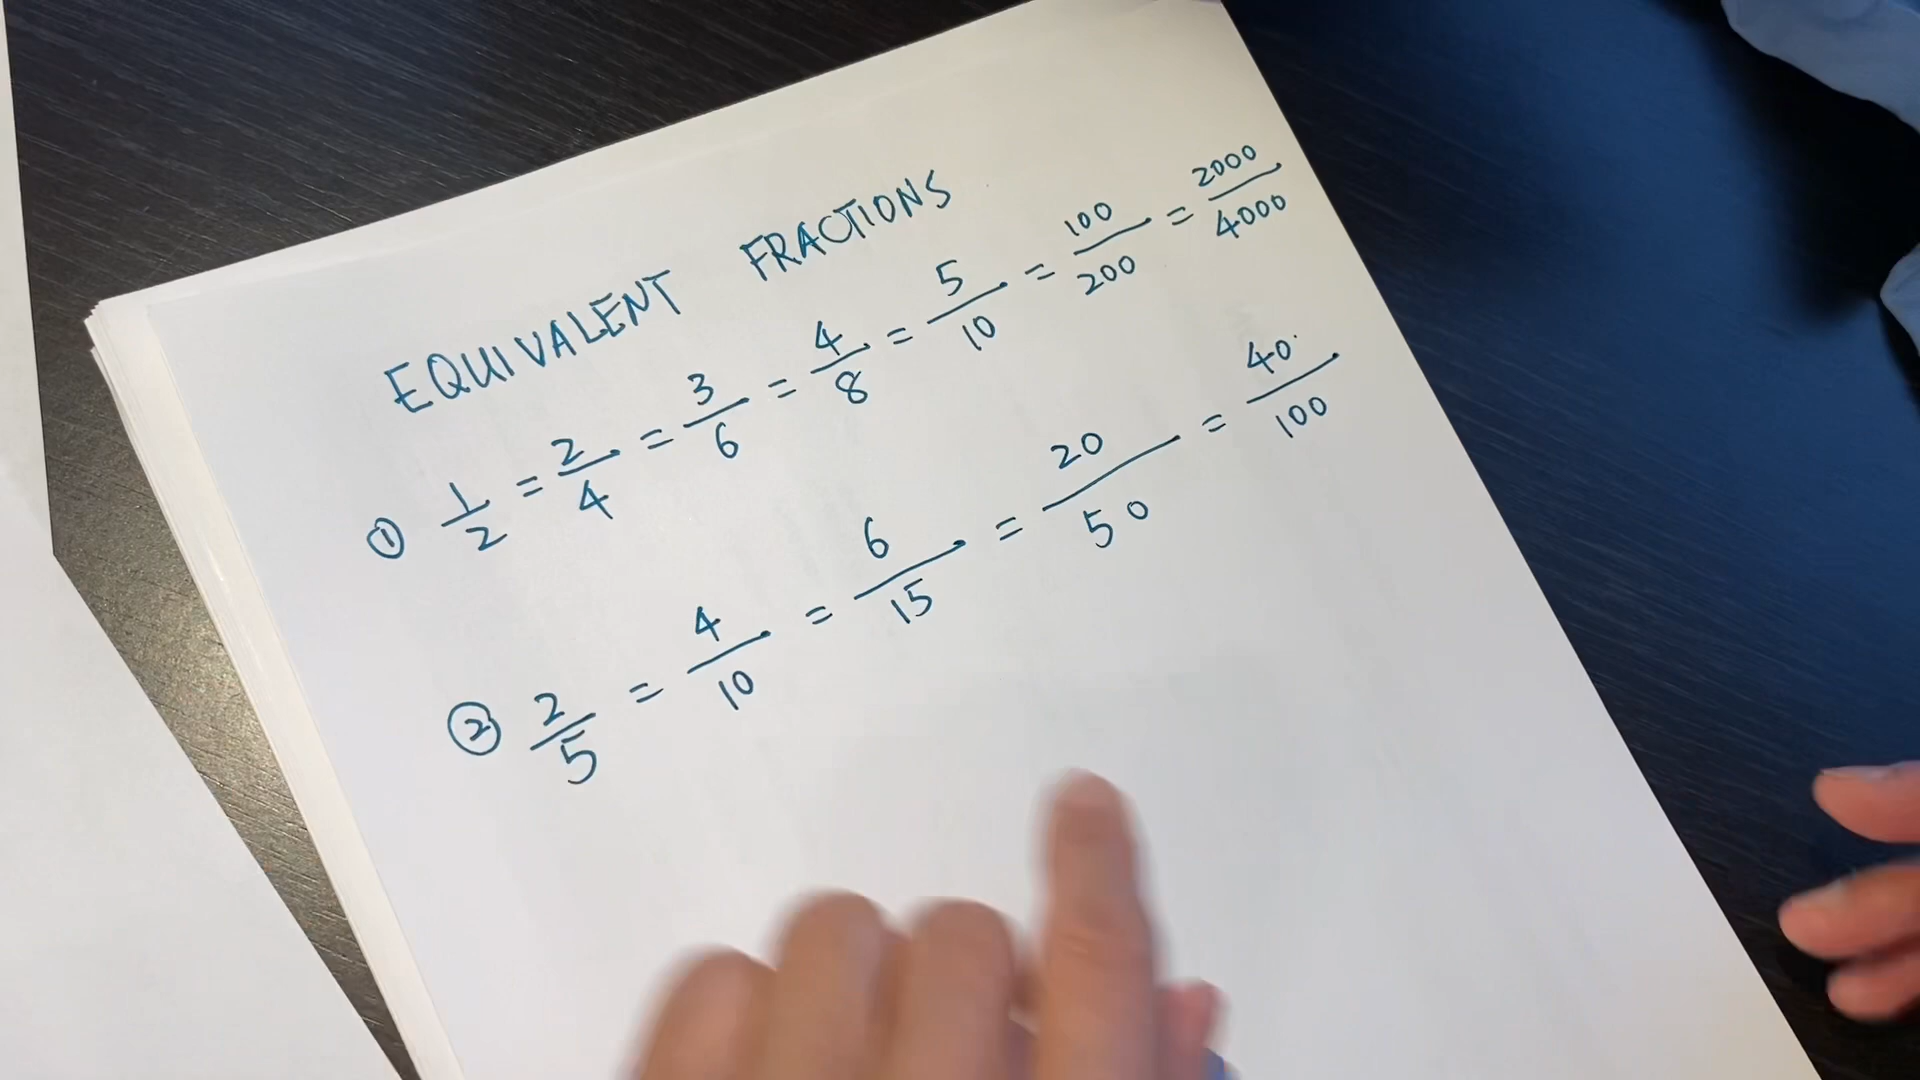 EQUIVALENT FRACTIONS
① 1/2 = 2/4 = 3/6 = 4/8 = 5/10 = 100/200 = 2000/4000
② 2/5 = 4/10 = 6/15 = 20/50 = 40/100